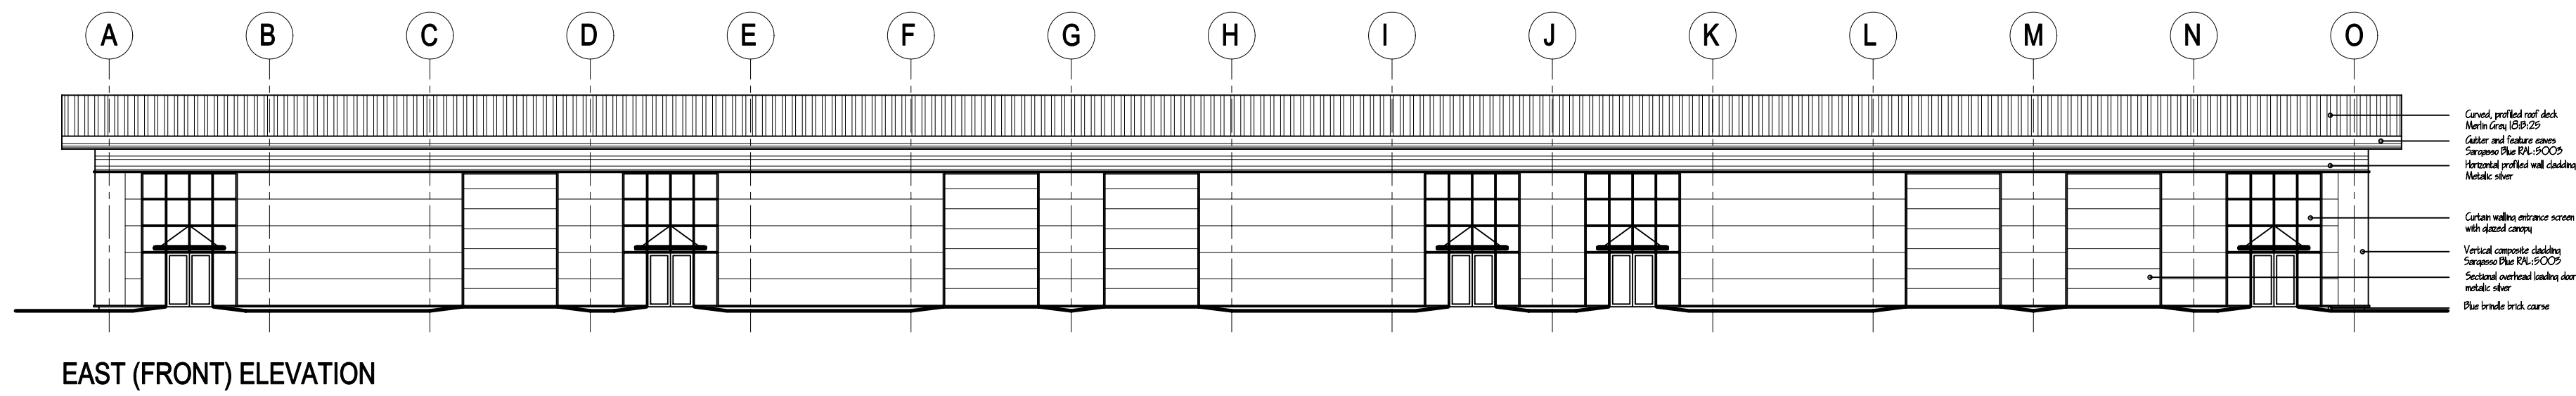 A B C D E F G H I J K L M N O
Curved, profiled roof deck
Merlin Grey 18:B:25
Gutter and feature eaves
Sargasso Blue RAL:5003
Horizontal profiled wall cladding
Metalic silver
Curtain walling entrance screen
with glazed canopy
Vertical composite cladding
Sargasso Blue RAL:5003
Sectional overhead loading door
metalic silver
Blue brindle brick course
EAST (FRONT) ELEVATION